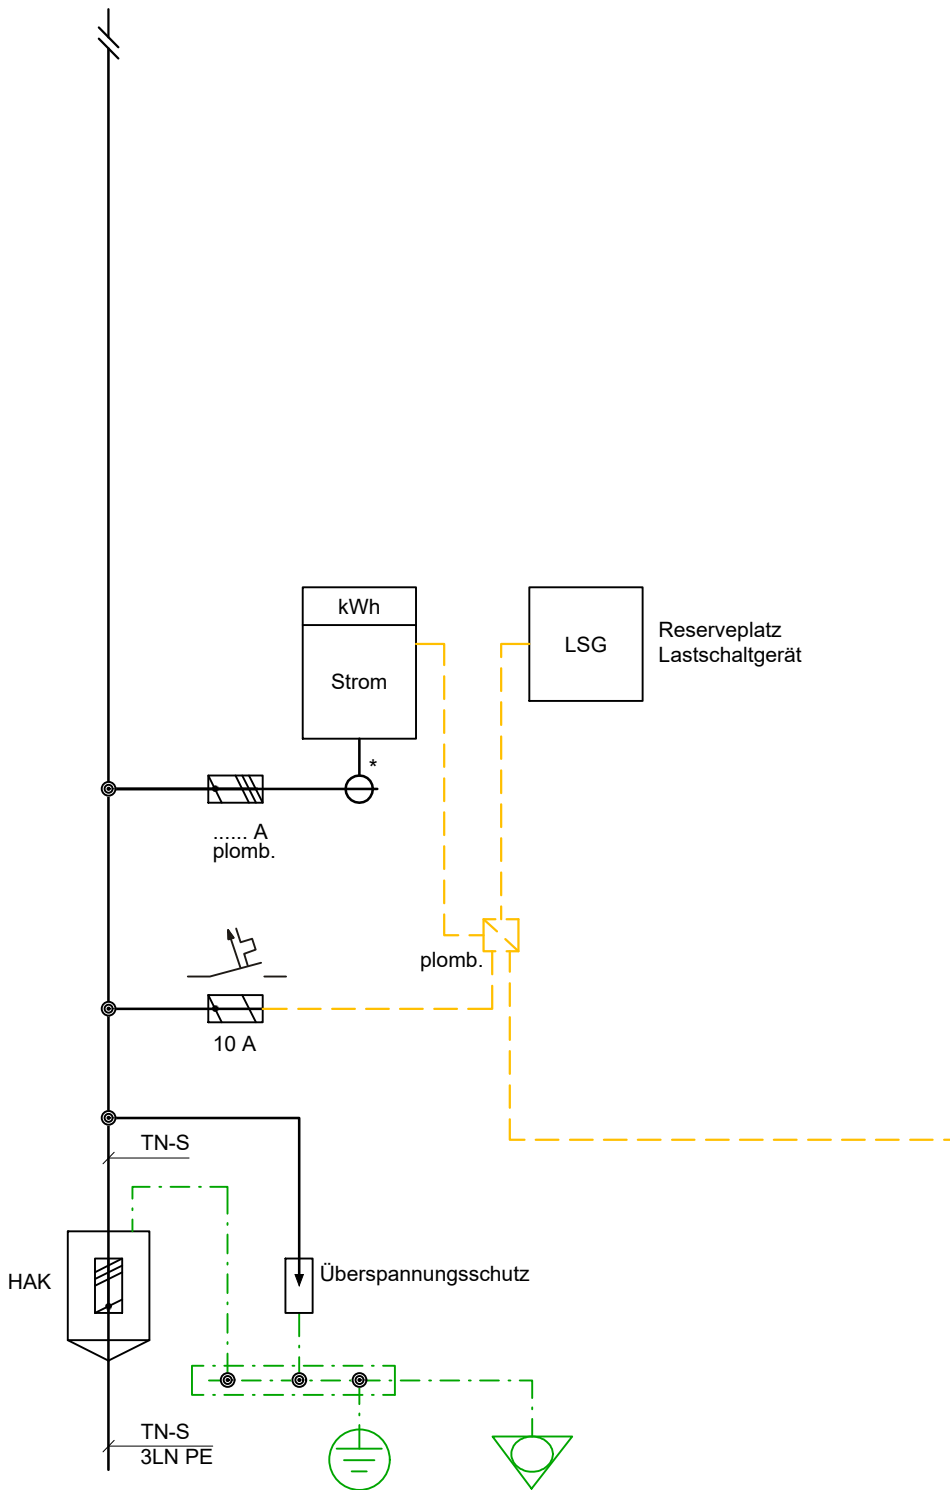 kWh
Strom
LSG
Reserveplatz
Lastschaltgerät
*
...... A
plomb.
plomb.
10 A
TN-S
HAK
Überspannungsschutz
TN-S
3LN PE